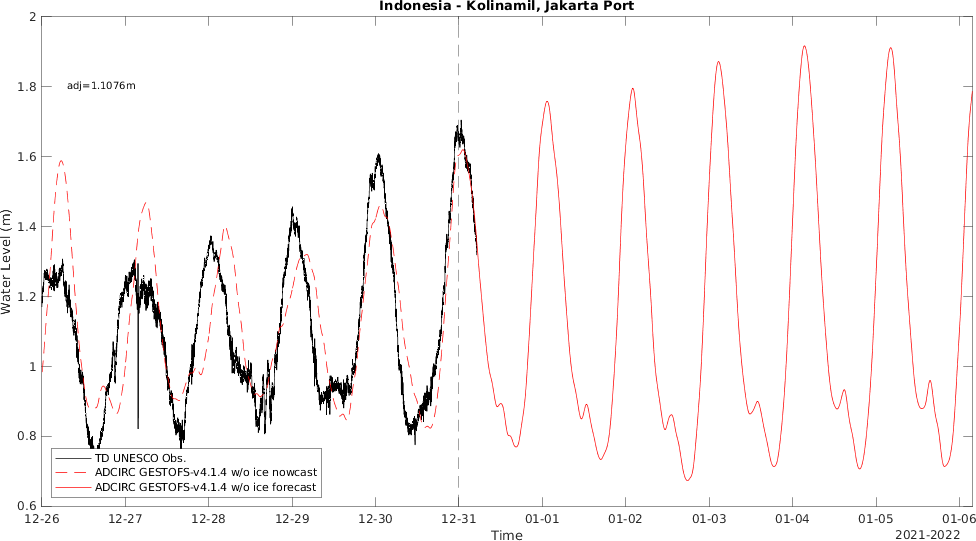 Indonesia - Kolinamil, Jakarta Port
2
1.8
1.6
1.4
1.2
1
0.8
0.6
Water Level (m)
adj=1.1076m
TD UNESCO Obs.
ADCIRC GESTOFS-v4.1.4 w/o ice nowcast
ADCIRC GESTOFS-v4.1.4 w/o ice forecast
12-26 12-27 12-28 12-29 12-30 12-31 01-01 01-02 01-03 01-04 01-05 01-06
Time
2021-2022